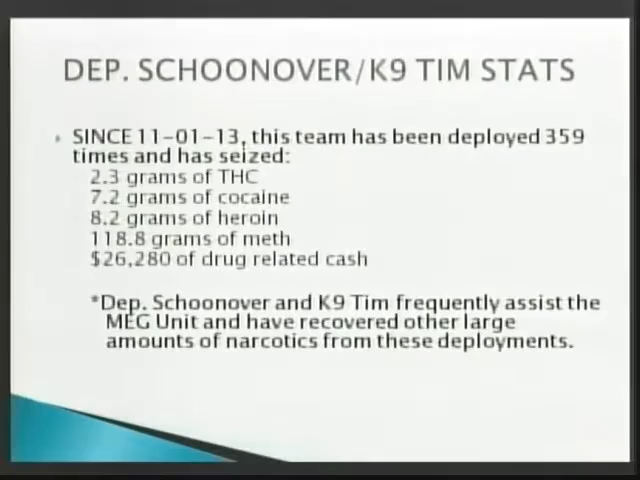 DEP. SCHOONOVER/K9 TIM STATS
SINCE 11-01-13, this team has been deployed 359
times and has seized:
2.3 grams of THC
7.2 grams of cocaine
8.2 grams of heroin
118.8 grams of meth
$26,280 of drug related cash
*Dep. Schoonover and K9 Tim frequently assist the
MEG Unit and have recovered other large
amounts of narcotics from these deployments.